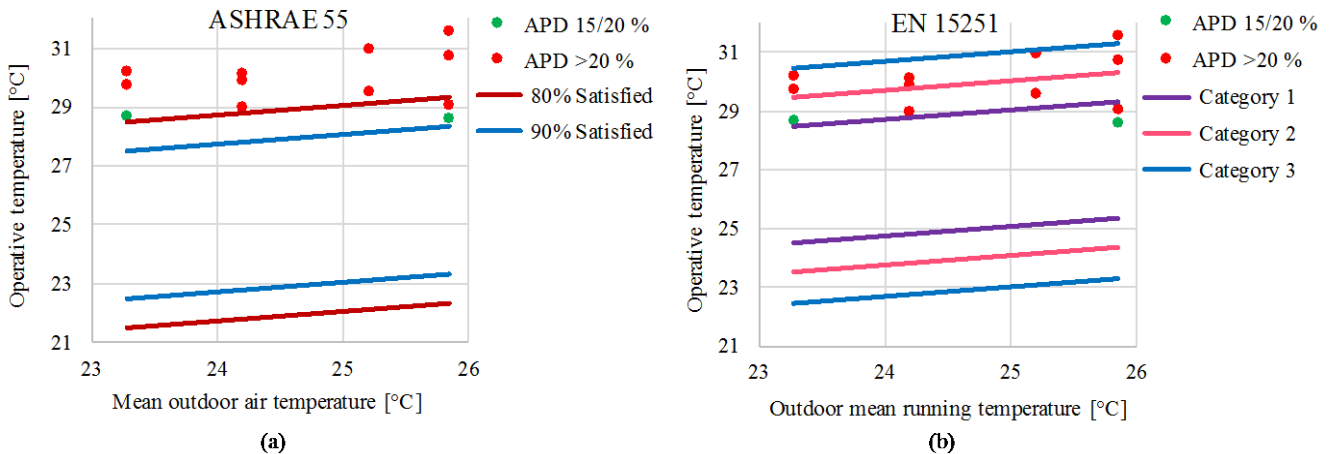 ASHRAE 55
31
29
27
25
23
21
23
24
25
26
Operative temperature [°C]
Mean outdoor air temperature [°C]
APD 15/20 %
APD >20 %
80% Satisfied
90% Satisfied
(a)
EN 15251
31
29
27
25
23
21
23
24
25
26
Operative temperature [°C]
Outdoor mean running temperature [°C]
APD 15/20 %
APD >20 %
Category 1
Category 2
Category 3
(b)